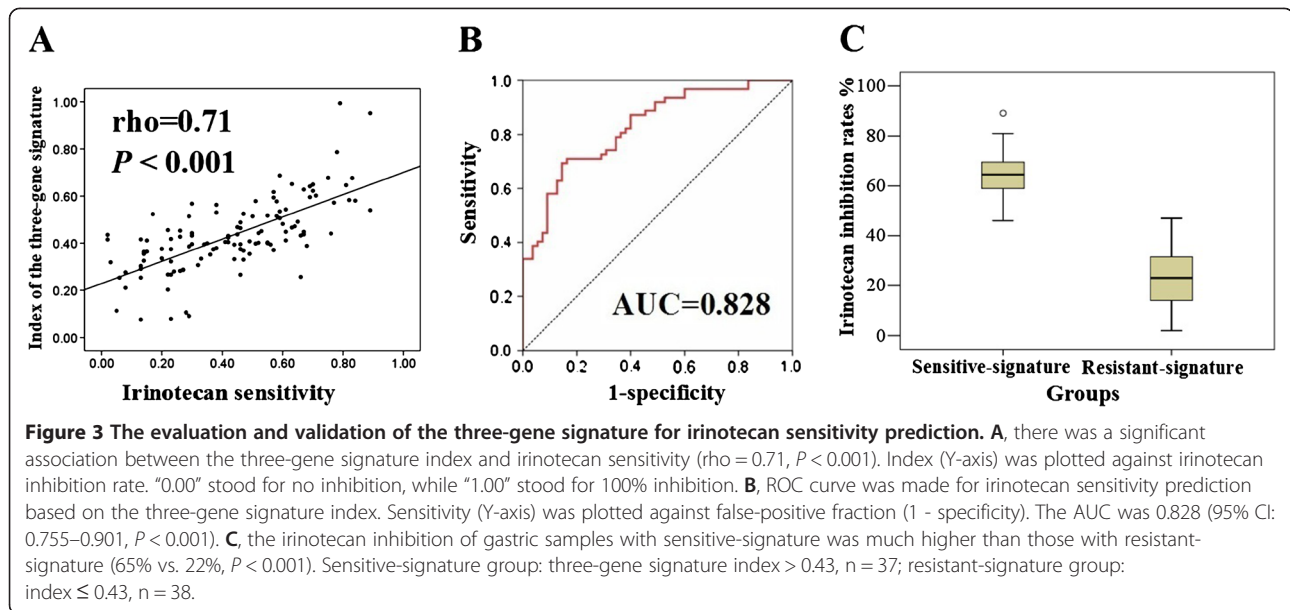 A
rho=0.71
P < 0.001
Index of the three-gene signature
1.00
0.80
0.60
0.40
0.20
0.00
0.00 0.20 0.40 0.60 0.80 1.00
Irinotecan sensitivity
B
Sensitivity
1.0
0.8
0.6
0.4
0.2
0.0
AUC=0.828
0.0 0.2 0.4 0.6 0.8 1.0
1-specificity
C
Irinotecan inhibition rates %
100
80
60
40
20
0
Sensitive-signature Resistant-signature
Groups
Figure 3 The evaluation and validation of the three-gene signature for irinotecan sensitivity prediction. A, there was a significant
association between the three-gene signature index and irinotecan sensitivity (rho = 0.71, P < 0.001). Index (Y-axis) was plotted against irinotecan
inhibition rate. “0.00” stood for no inhibition, while “1.00” stood for 100% inhibition. B, ROC curve was made for irinotecan sensitivity prediction
based on the three-gene signature index. Sensitivity (Y-axis) was plotted against false-positive fraction (1 - specificity). The AUC was 0.828 (95% CI:
0.755–0.901, P < 0.001). C, the irinotecan inhibition of gastric samples with sensitive-signature was much higher than those with resistant-
signature (65% vs. 22%, P < 0.001). Sensitive-signature group: three-gene signature index > 0.43, n = 37; resistant-signature group:
index ≤ 0.43, n = 38.